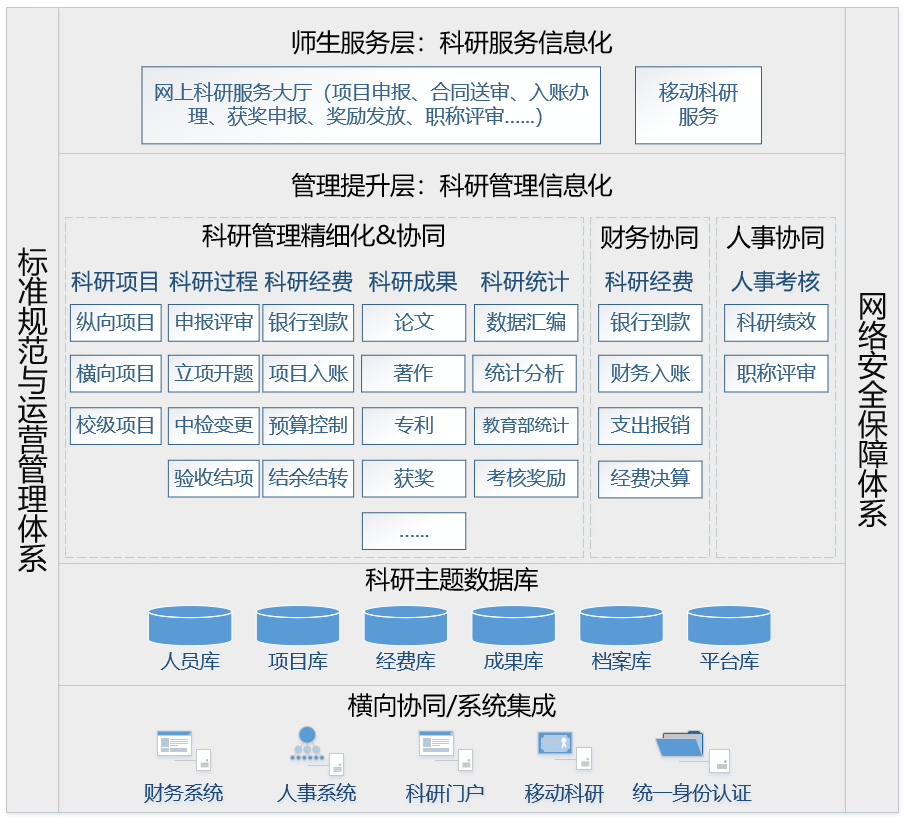 师生服务层：科研服务信息化
网上科研服务大厅（项目申报、合同送审、入账办
理、获奖申报、奖励发放、职称评审……）
移动科研
服务
管理提升层：科研管理信息化
科研管理精细化&协同
财务协同
人事协同
科研项目 科研过程 科研经费 科研成果 科研统计 科研经费 人事考核
纵向项目 申报评审 银行到款 论文 数据汇编 银行到款 科研绩效
横向项目 立项开题 项目入账 著作 统计分析 财务入账 职称评审
校级项目 中检变更 预算控制 专利 教育部统计 支出报销
验收结项 结余结转 获奖 考核奖励 经费决算
……
科研主题数据库
人员库 项目库 经费库 成果库 档案库 平台库
横向协同/系统集成
财务系统 人事系统 科研门户 移动科研 统一身份认证
标准规范与运营管理体系
网络安全保障体系